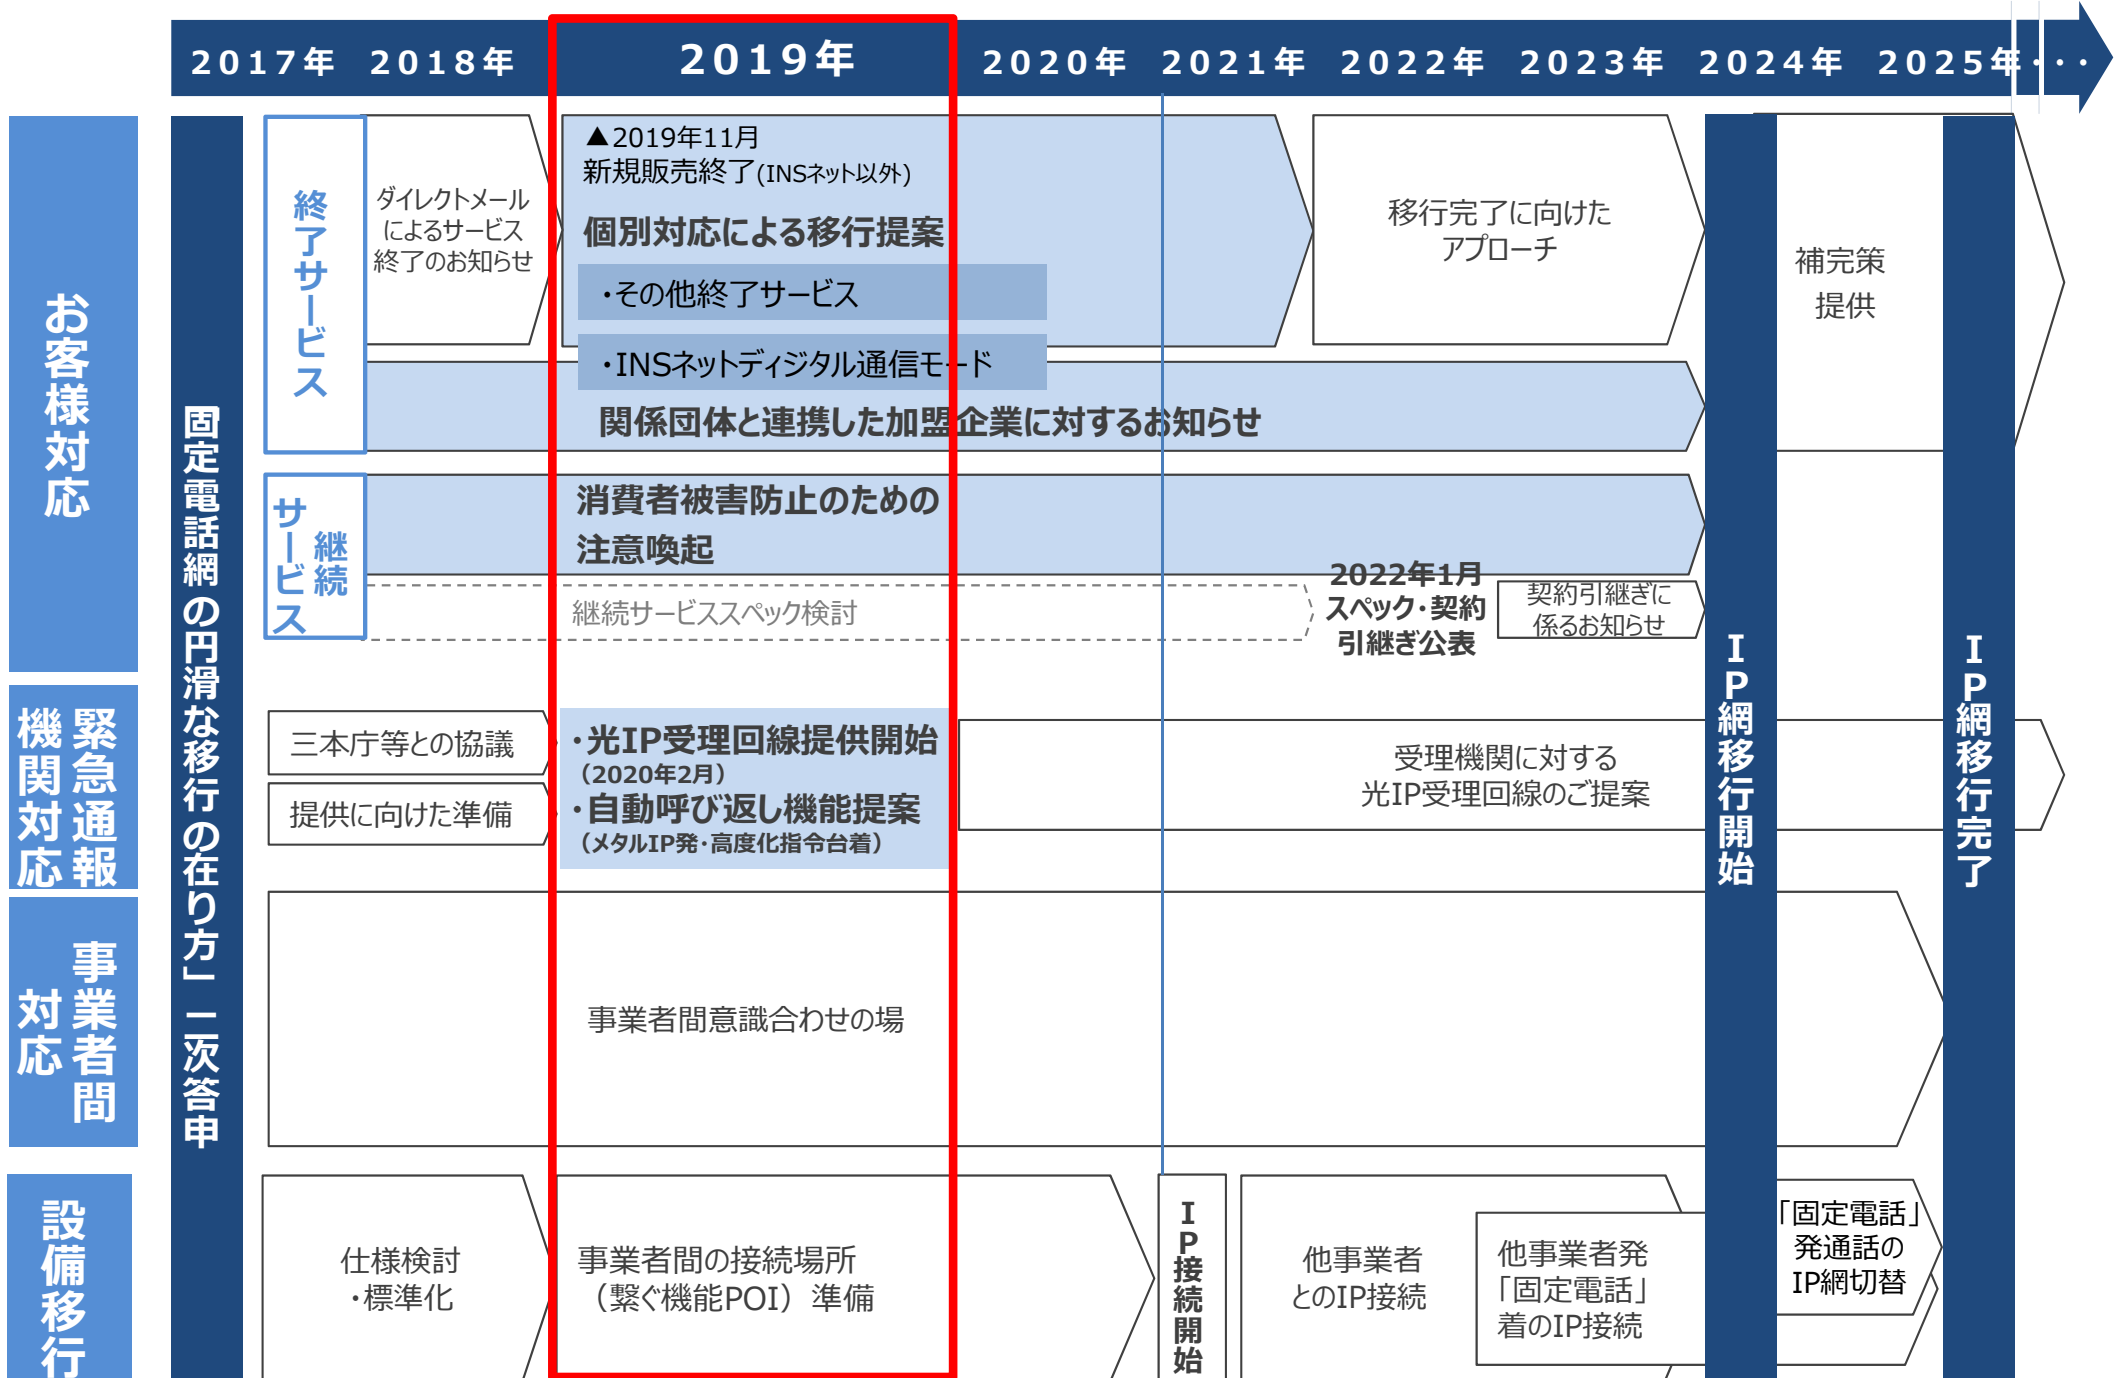 2017年 2018年 2019年 2020年 2021年 2022年 2023年 2024年 2025年・・・
お客様対応
固定電話網の円滑な移行の在り方」二次答申
終了サービス
ダイレクトメール
によるサービス
終了のお知らせ
▲2019年11月
新規販売終了(INSネット以外)
個別対応による移行提案
・その他終了サービス
・INSネットディジタル通信モード
移行完了に向けた
アプローチ
補完策
提供
関係団体と連携した加盟企業に対するお知らせ
継続
サービス
消費者被害防止のための
注意喚起
継続サービススペック検討
2022年1月
スペック・契約
引継ぎ公表
契約引継ぎに
係るお知らせ
IP網移行開始
IP網移行完了
緊急通報
機関対応
三本庁等との協議
提供に向けた準備
・光IP受理回線提供開始
（2020年2月）
・自動呼び返し機能提案
（メタルIP発・高度化指令台着）
受理機関に対する
光IP受理回線のご提案
事業者間
対応
事業者間意識合わせの場
設備移行
仕様検討
・標準化
事業者間の接続場所
（繋ぐ機能POI）準備
IP接続開始
他事業者
とのIP接続
他事業者発
「固定電話」
着のIP接続
「固定電話」
発通話の
IP網切替